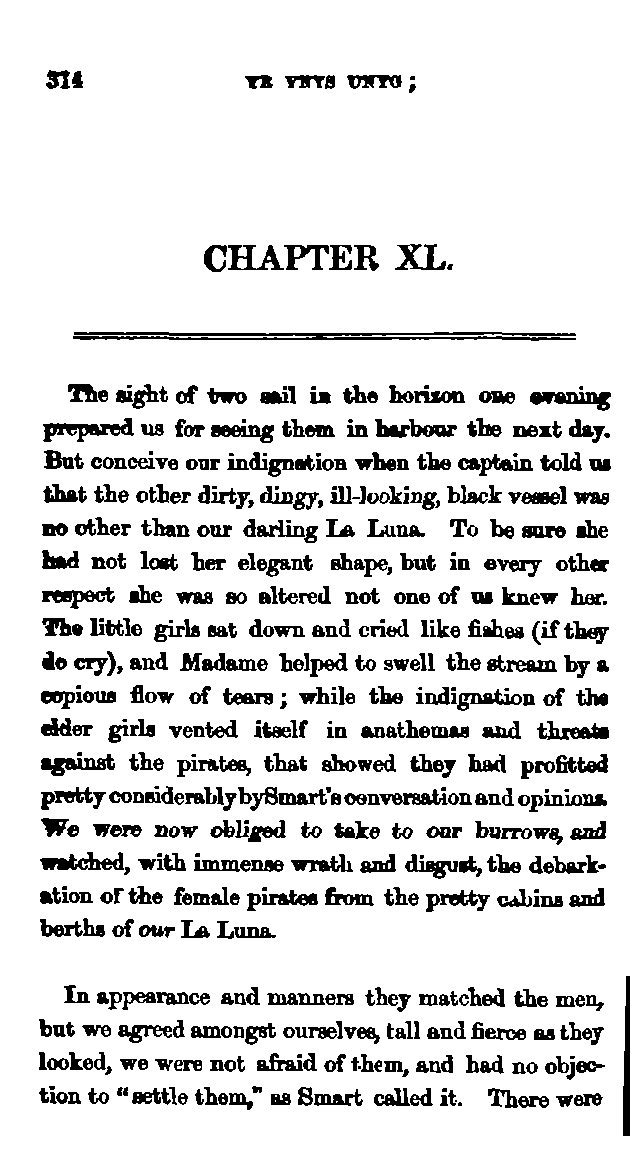 314 YE VNYS UNTO ;
CHAPTER XL.
The sight of two sail in the horizon one evening
prepared us for seeing them in harbour the next day.
But conceive our indignation when the captain told us
that the other dirty, dingy, ill-looking, black vessel was
no other than our darling La Luna. To be sure she
had not lost her elegant shape, but in every other
respect she was so altered not one of us knew her.
The little girls sat down and cried like fishes (if they
do cry), and Madame helped to swell the stream by a
copious flow of tears; while the indignation of the
elder girls vented itself in anathemas and threats
against the pirates, that showed they had profitted
pretty considerably by Smart's conversation and opinions.
We were now obliged to take to our burrows, and
watched, with immense wrath and disgust, the debark-
ation of the female pirates from the pretty cabins and
berths of our La Luna.
In appearance and manners they matched the men,
but we agreed amongst ourselves, tall and fierce as they
looked, we were not afraid of them, and had no objec-
tion to "settle them," as Smart called it. There were